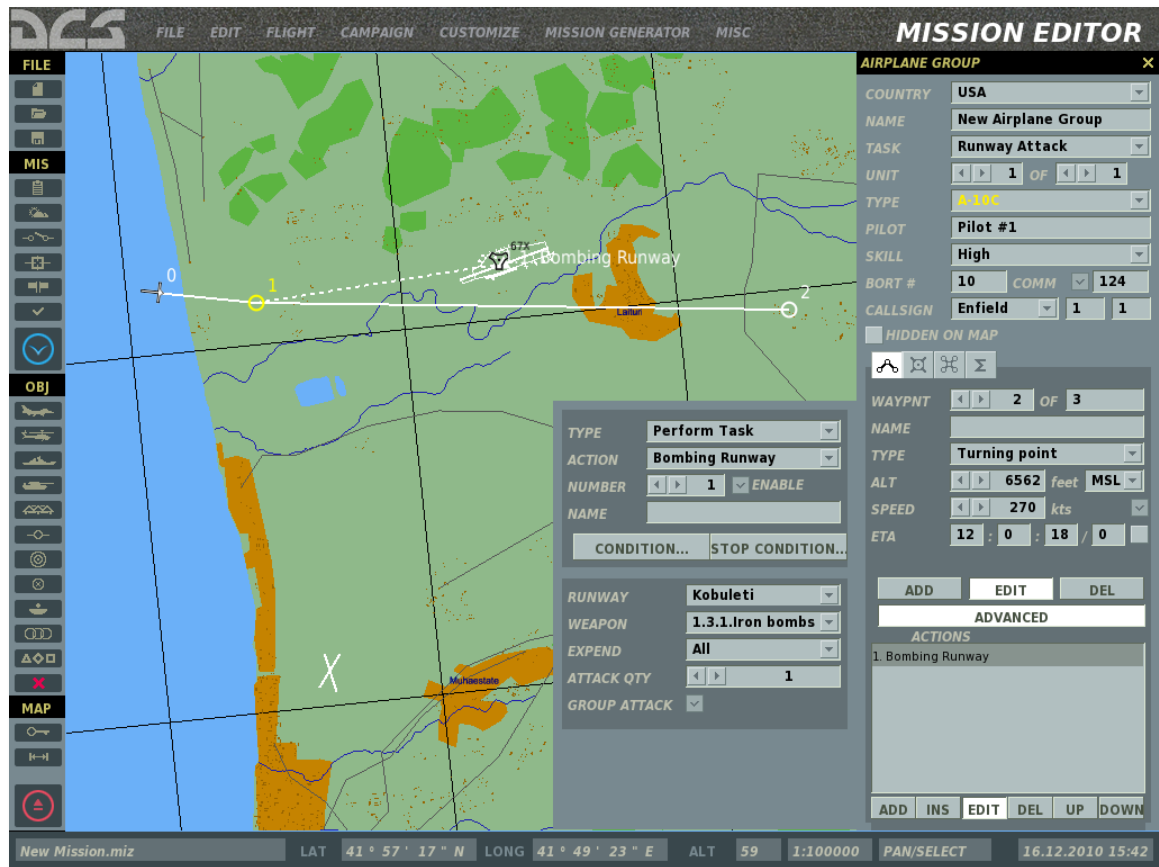 DCS
FILE EDIT FLIGHT CAMPAIGN CUSTOMIZE MISSION GENERATOR MISC
MISSION EDITOR
FILE
MIS
OBJ
MAP
0
1
2
67X
1. Bombing Runway
Laituri
Muhaestate
TYPE Perform Task
ACTION Bombing Runway
NUMBER 1 ENABLE
NAME
CONDITION... STOP CONDITION...
RUNWAY Kobuleti
WEAPON 1.3.1.Iron bombs
EXPEND All
ATTACK QTY 1
GROUP ATTACK
AIRPLANE GROUP
COUNTRY USA
NAME New Airplane Group
TASK Runway Attack
UNIT 1 OF 1
TYPE A-10C
PILOT Pilot #1
SKILL High
BORT # 10 COMM 124
CALLSIGN Enfield 1 1
HIDDEN ON MAP
Σ
WAYPNT 2 OF 3
NAME
TYPE Turning point
ALT 6562 feet MSL
SPEED 270 kts
ETA 12 : 0 : 18 / 0
ADD EDIT DEL
ADVANCED
ACTIONS
1. Bombing Runway
ADD INS EDIT DEL UP DOWN
New Mission.miz LAT 41 ° 57 ' 17 " N LONG 41 ° 49 ' 23 " E ALT 59 1:100000 PAN/SELECT 16.12.2010 15:42